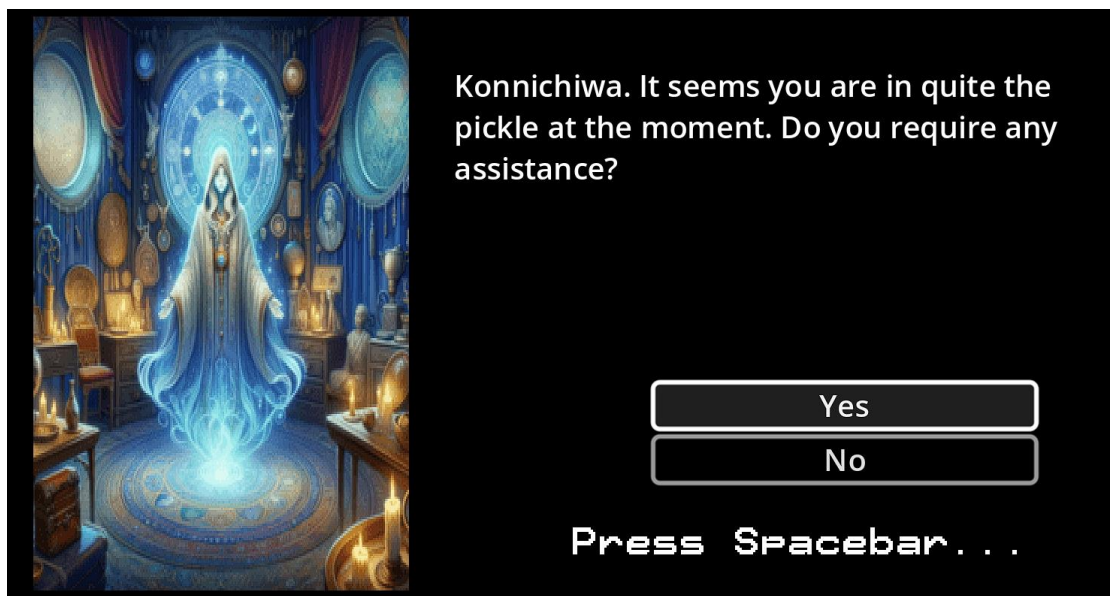 Konnichiwa. It seems you are in quite the
pickle at the moment. Do you require any
assistance?
Yes
No
Press Spacebar...